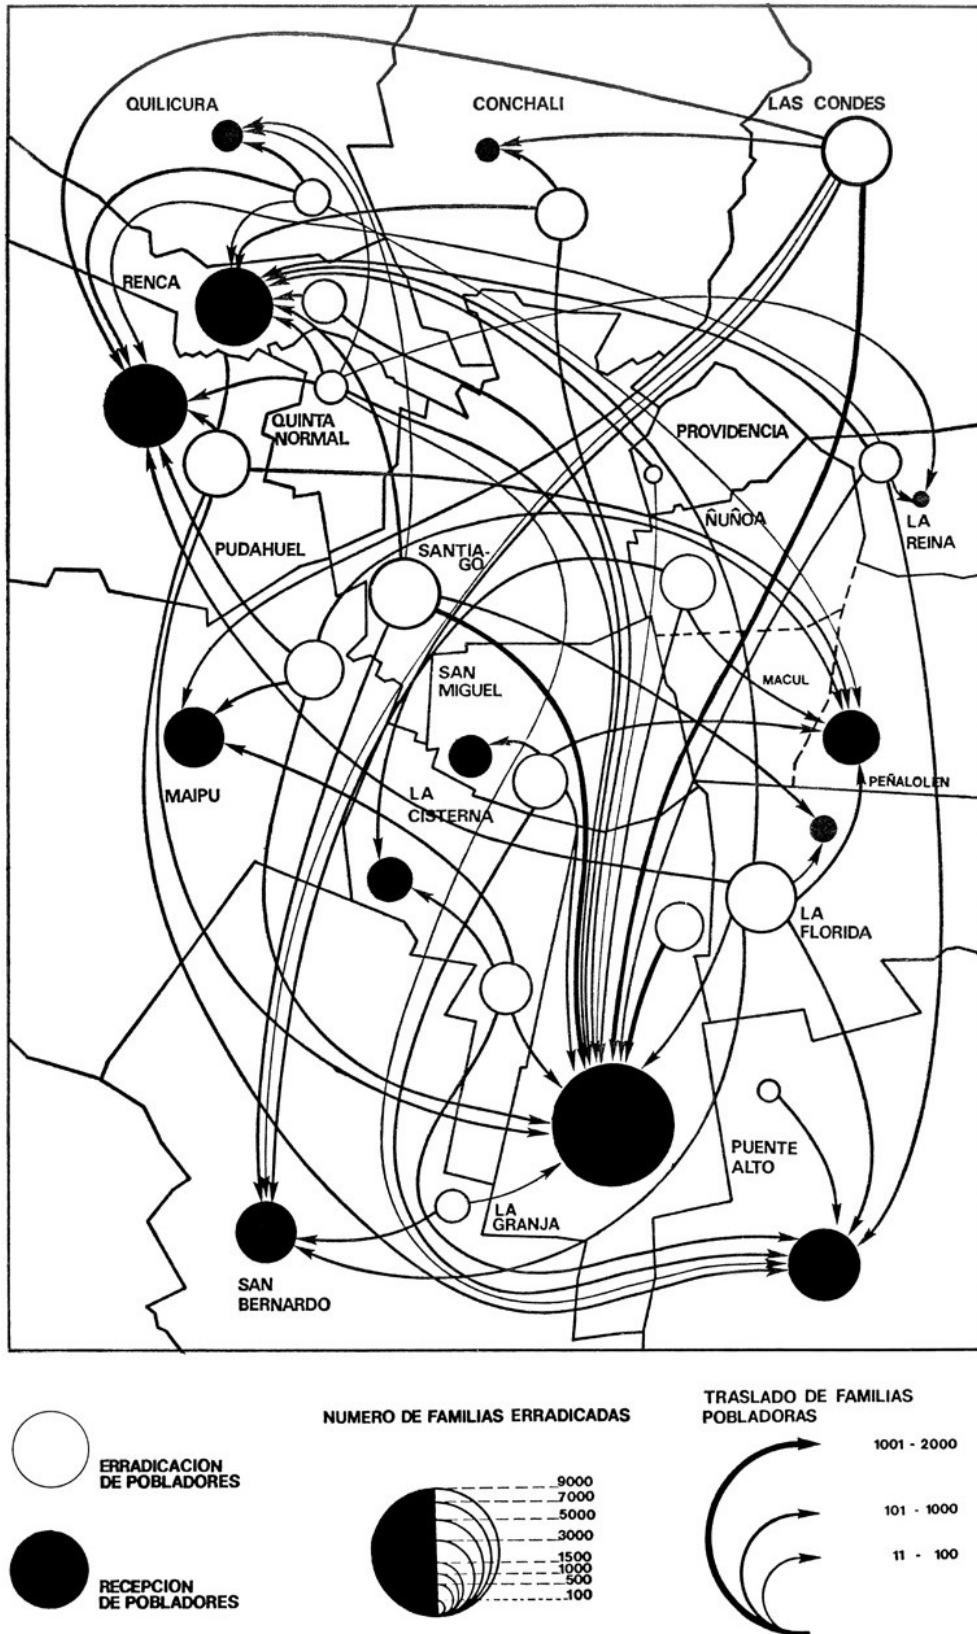 QUILICURA
CONCHALI
LAS CONDES
RENCA
QUINTA
NORMAL
PROVIDENCIA
ÑUÑOA
LA
REINA
PUDAHUEL
SANTIA-
GO
SAN
MIGUEL
MACUL
PEÑALOLEN
MAIPU
LA
CISTERNA
LA
FLORIDA
PUENTE
ALTO
LA
GRANJA
SAN
BERNARDO
ERRADICACION
DE POBLADORES
RECEPCION
DE POBLADORES
NUMERO DE FAMILIAS ERRADICADAS
9000
7000
5000
3000
1500
1000
500
100
TRASLADO DE FAMILIAS
POBLADORAS
1001 - 2000
101 - 1000
11 - 100